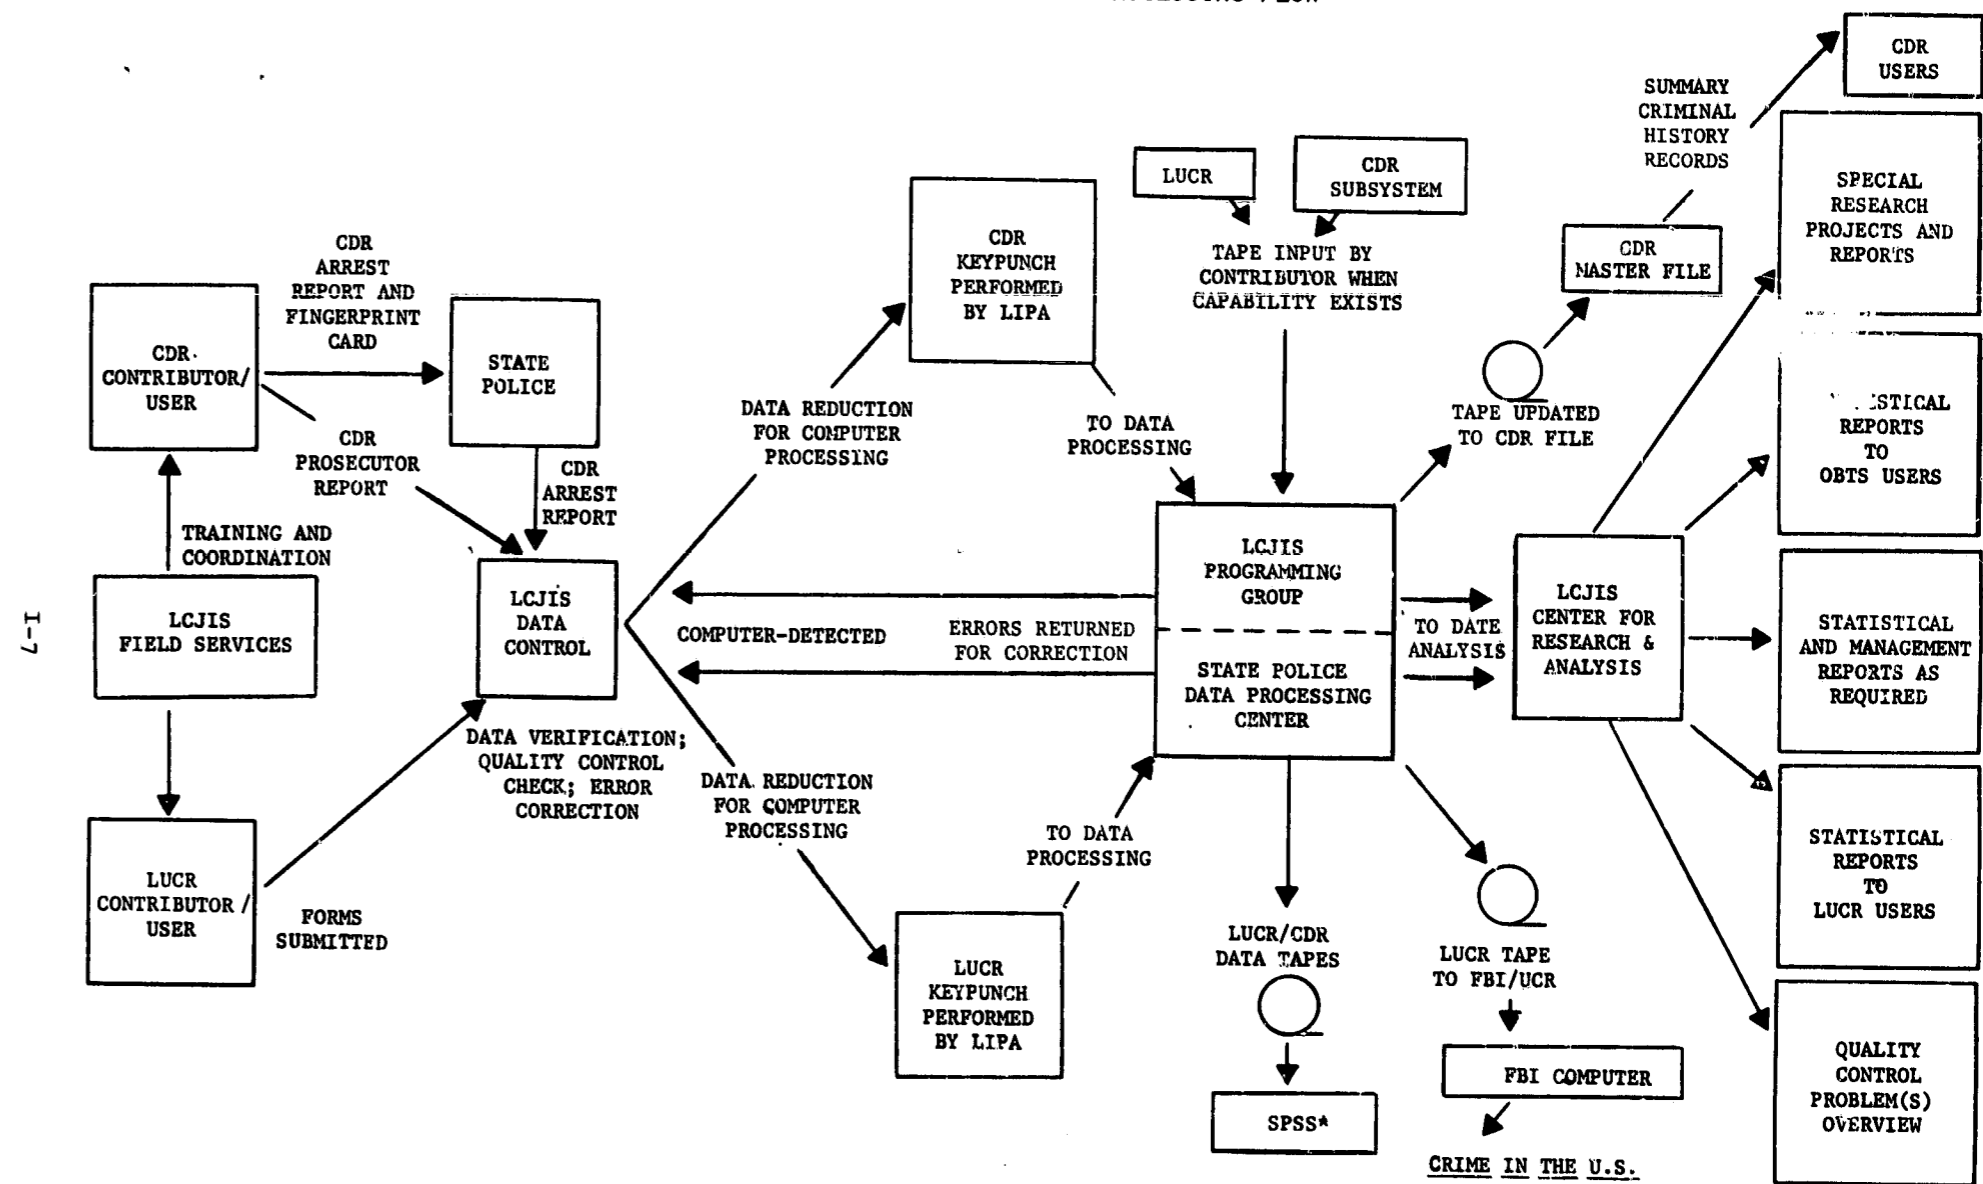 CDR
USERS
SUMMARY
CRIMINAL
HISTORY
RECORDS
SPECIAL
RESEARCH
PROJECTS AND
REPORTS
LUCR
CDR
SUBSYSTEM
CDR
KEYPUNCH
PERFORMED
BY LIPA
TAPE INPUT BY
CONTRIBUTOR WHEN
CAPABILITY EXISTS
CDR
MASTER FILE
CDR
ARREST
REPORT AND
FINGERPRINT
CARD
CDR
CONTRIBUTOR/
USER
STATE
POLICE
DATA REDUCTION
FOR COMPUTER
PROCESSING
TO DATA
PROCESSING
TAPE UPDATED
TO CDR FILE
REPORTS
TO
OBTS USERS
CDR
PROSECUTOR
REPORT
CDR
ARREST
REPORT
TRAINING AND
COORDINATION
LCJIS
FIELD SERVICES
LCJIS
DATA
CONTROL
COMPUTER-DETECTED
ERRORS RETURNED
FOR CORRECTION
LCJIS
PROGRAMMING
GROUP
STATE POLICE
DATA PROCESSING
CENTER
TO DATE
ANALYSIS
LCJIS
CENTER FOR
RESEARCH &
ANALYSIS
STATISTICAL
AND MANAGEMENT
REPORTS AS
REQUIRED
I-7
DATA VERIFICATION;
QUALITY CONTROL
CHECK; ERROR
CORRECTION
DATA REDUCTION
FOR COMPUTER
PROCESSING
TO DATA
PROCESSING
STATISTICAL
REPORTS
TO
LUCR USERS
LUCR
CONTRIBUTOR/
USER
FORMS
SUBMITTED
LUCR
KEYPUNCH
PERFORMED
BY LIPA
LUCR/CDR
DATA TAPES
LUCR TAPE
TO FBI/UCR
SPSS*
FBI COMPUTER
CRIME IN THE U.S.
QUALITY
CONTROL
PROBLEM(S)
OVERVIEW